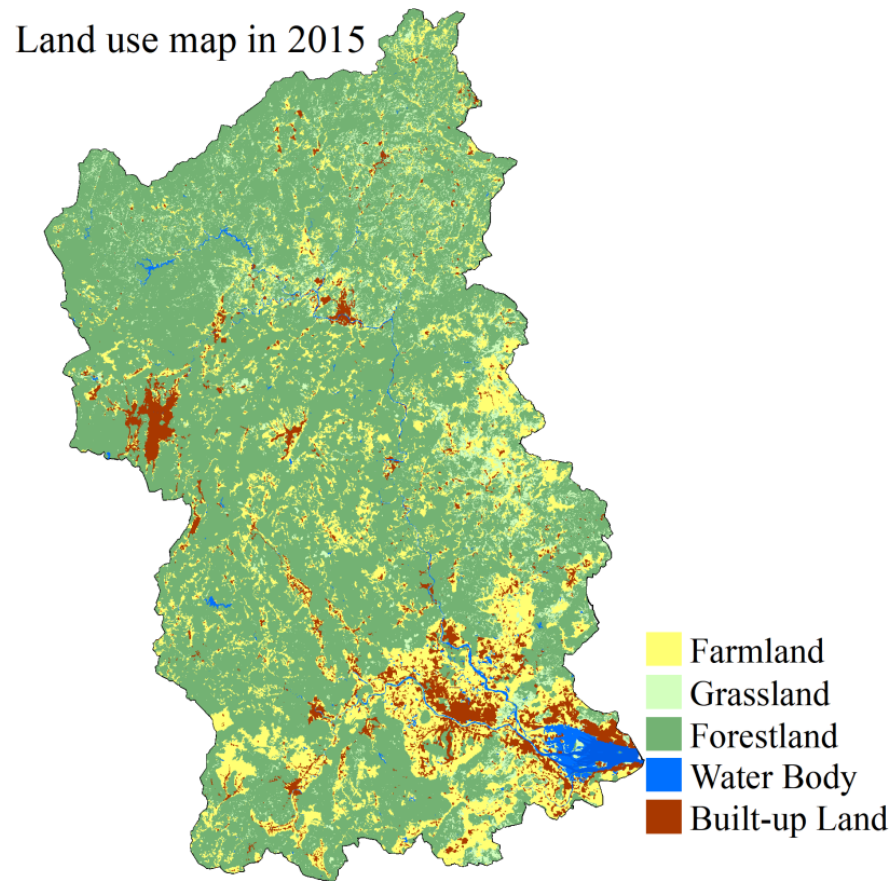 Land use map in 2015
Farmland
Grassland
Forestland
Water Body
Built-up Land